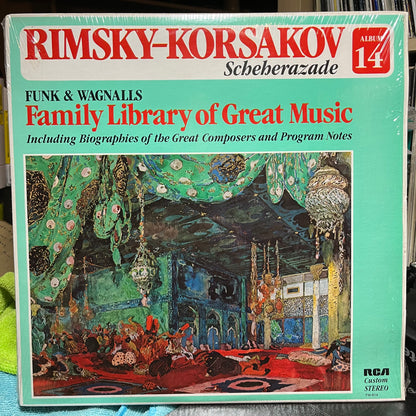 RIMSKY-KORSAKOV
Scheherazade
ALBUM
14
FUNK & WAGNALLS
Family Library of Great Music
Including Biographies of the Great Composers and Program Notes
RCA
Custom
STEREO